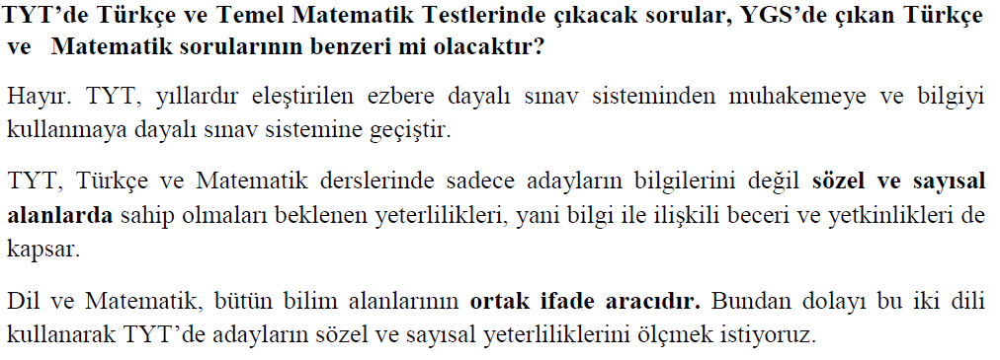 TYT’de Türkçe ve Temel Matematik Testlerinde çıkacak sorular, YGS’de çıkan Türkçe
ve Matematik sorularının benzeri mi olacaktır?
Hayır. TYT, yıllardır eleştirilen ezbere dayalı sınav sisteminden muhakemeye ve bilgiyi
kullanmaya dayalı sınav sistemine geçiştir.
TYT, Türkçe ve Matematik derslerinde sadece adayların bilgilerini değil sözel ve sayısal
alanlarda sahip olmaları beklenen yeterlilikleri, yani bilgi ile ilişkili beceri ve yetkinlikleri de
kapsar.
Dil ve Matematik, bütün bilim alanlarının ortak ifade aracıdır. Bundan dolayı bu iki dili
kullanarak TYT’de adayların sözel ve sayısal yeterliliklerini ölçmek istiyoruz.